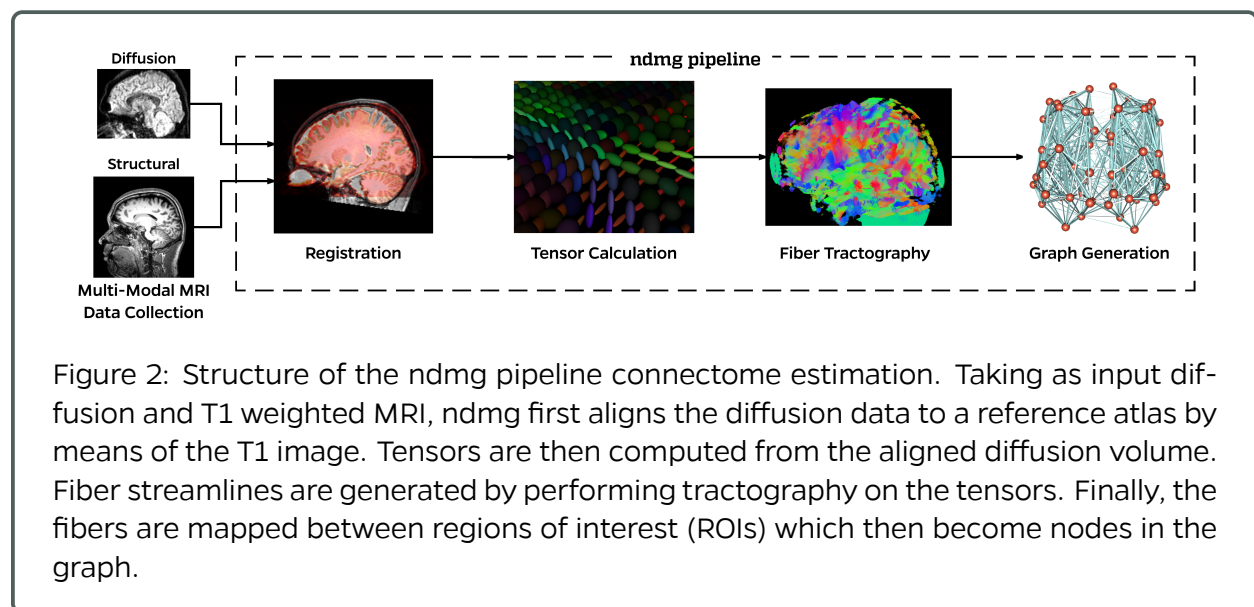 ndmg pipeline
Diffusion
Structural
Multi-Modal MRI
Data Collection
Registration
Tensor Calculation
Fiber Tractography
Graph Generation
Figure 2: Structure of the ndmg pipeline connectome estimation. Taking as input dif-
fusion and T1 weighted MRI, ndmg first aligns the diffusion data to a reference atlas by
means of the T1 image. Tensors are then computed from the aligned diffusion volume.
Fiber streamlines are generated by performing tractography on the tensors. Finally, the
fibers are mapped between regions of interest (ROIs) which then become nodes in the
graph.